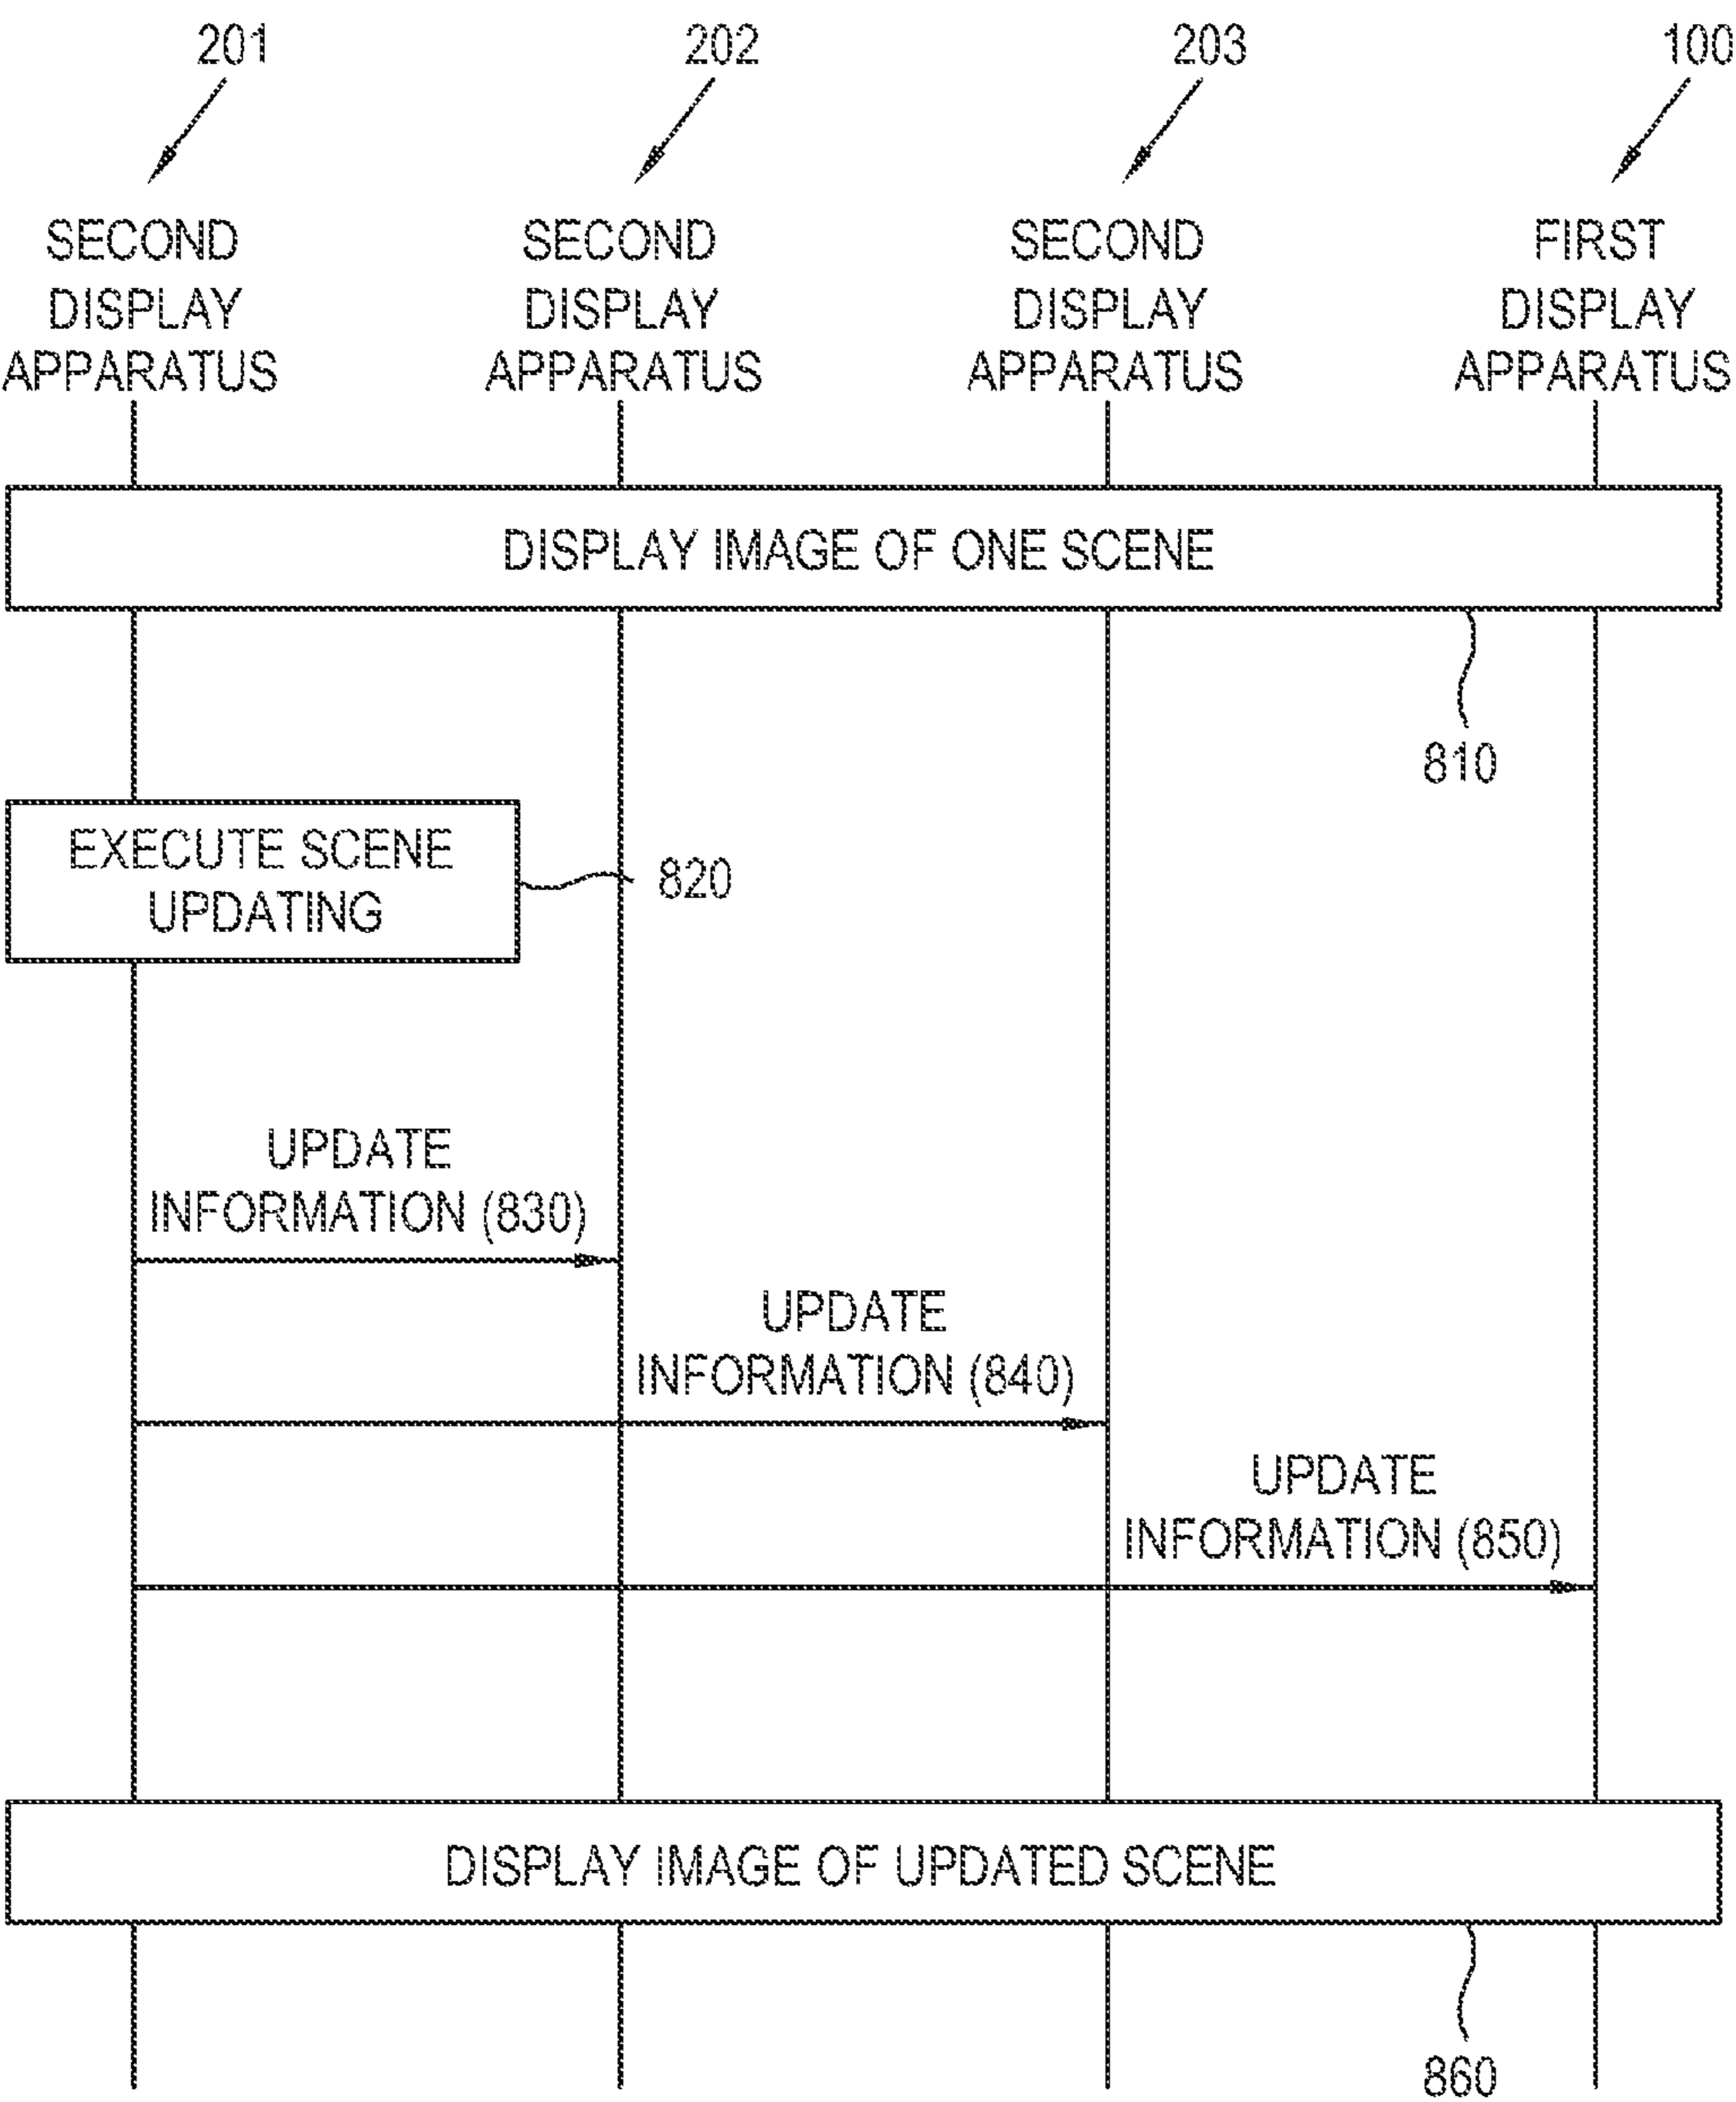 201
202
203
100
SECOND
DISPLAY
APPARATUS
SECOND
DISPLAY
APPARATUS
SECOND
DISPLAY
APPARATUS
FIRST
DISPLAY
APPARATUS
DISPLAY IMAGE OF ONE SCENE
810
EXECUTE SCENE
UPDATING
820
UPDATE
INFORMATION (830)
UPDATE
INFORMATION (840)
UPDATE
INFORMATION (850)
DISPLAY IMAGE OF UPDATED SCENE
860